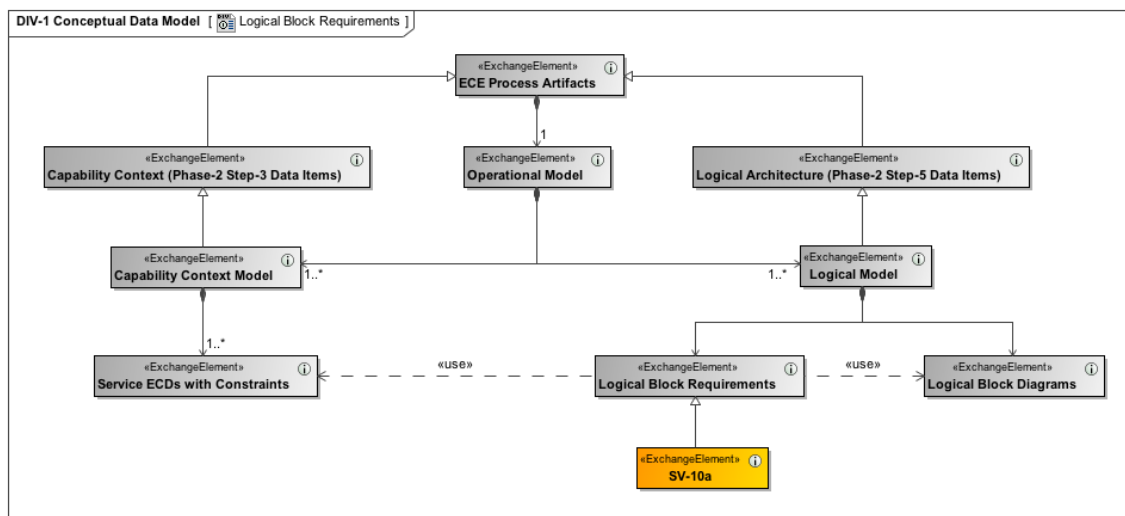 DIV-1 Conceptual Data Model [ DIV Logical Block Requirements ]
«ExchangeElement»
ECE Process Artifacts
1
«ExchangeElement»
Capability Context (Phase-2 Step-3 Data Items)
«ExchangeElement»
Operational Model
«ExchangeElement»
Logical Architecture (Phase-2 Step-5 Data Items)
«ExchangeElement»
Capability Context Model
1..*
1..*
«ExchangeElement»
Logical Model
1..*
«ExchangeElement»
Service ECDs with Constraints
«use»
«ExchangeElement»
Logical Block Requirements
«use»
«ExchangeElement»
Logical Block Diagrams
«ExchangeElement»
SV-10a